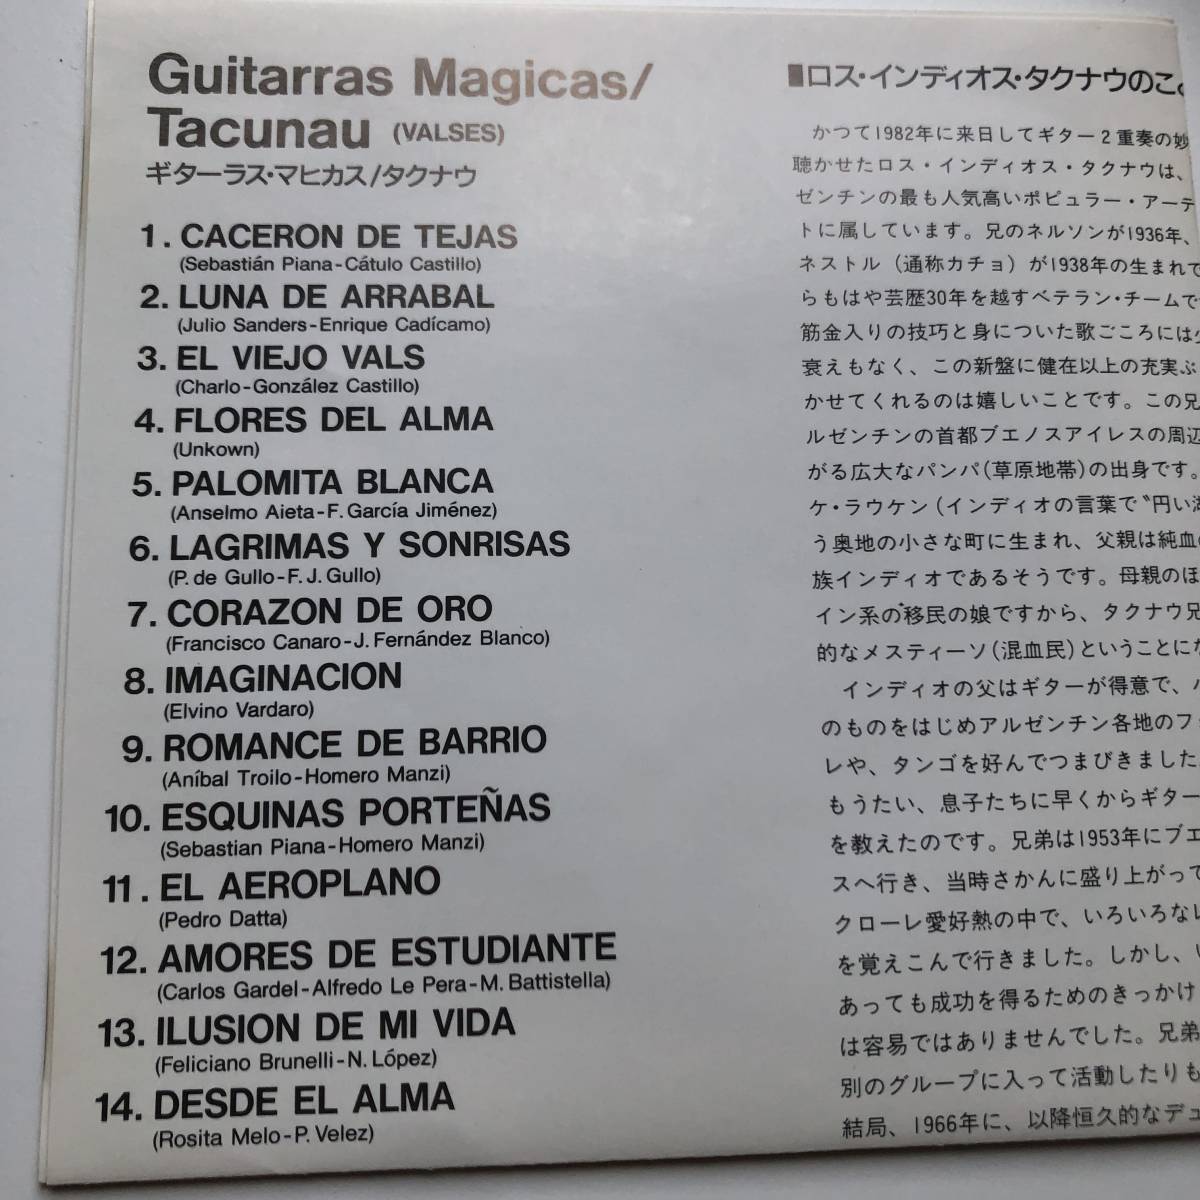 Guitarras Magicas/
Tacunau (VALSES)
ギターラス・マヒカス/タクナウ
1. CACERON DE TEJAS
(Sebastián Piana-Cátulo Castillo)
2. LUNA DE ARRABAL
(Julio Sanders-Enrique Cadícamo)
3. EL VIEJO VALS
(Charlo-González Castillo)
4. FLORES DEL ALMA
(Unkown)
5. PALOMITA BLANCA
(Anselmo Aieta-F. García Jiménez)
6. LAGRIMAS Y SONRISAS
(P. de Gullo-F. J. Gullo)
7. CORAZON DE ORO
(Francisco Canaro-J. Fernández Blanco)
8. IMAGINACION
(Elvino Vardaro)
9. ROMANCE DE BARRIO
(Aníbal Troilo-Homero Manzi)
10. ESQUINAS PORTEÑAS
(Sebastian Piana-Homero Manzi)
11. EL AEROPLANO
(Pedro Datta)
12. AMORES DE ESTUDIANTE
(Carlos Gardel-Alfredo Le Pera-M. Battistella)
13. ILUSION DE MI VIDA
(Feliciano Brunelli-N. López)
14. DESDE EL ALMA
(Rosita Melo-P. Velez)
■ロス・インディオス・タクナウのこ
かつて1982年に来日してギター2重奏の妙
聴かせたロス・インディオス・タクナウは、
ゼンチンの最も人気高いポピュラー・アーテ
トに属しています。兄のネルソンが1936年、
ネストル（通称カチョ）が1938年の生まれで
らもはや芸歴30年を越すベテラン・チームで
筋金入りの技巧と身についた歌ごころには少
衰えもなく、この新盤に健在以上の充実ぶ
かせてくれるのは嬉しいことです。この兄
ルゼンチンの首都ブエノスアイレスの周辺
がる広大なパンパ（草原地帯）の出身です。
ケ・ラウケン（インディオの言葉で〝円い湖
う奥地の小さな町に生まれ、父親は純血の
族インディオであるそうです。母親のほ
イン系の移民の娘ですから、タクナウ兄
的なメスティーソ（混血民）ということにな
インディオの父はギターが得意で、パ
のものをはじめアルゼンチン各地のフォ
レや、タンゴを好んでつまびきました
もうたい、息子たちに早くからギター
を教えたのです。兄弟は1953年にブエ
スへ行き、当時さかんに盛り上がって
クローレ愛好熱の中で、いろいろな
を覚えこんで行きました。しかし、い
あっても成功を得るためのきっかけ
は容易ではありませんでした。兄弟
別のグループに入って活動したりも
結局、1966年に、以降恒久的なデュ